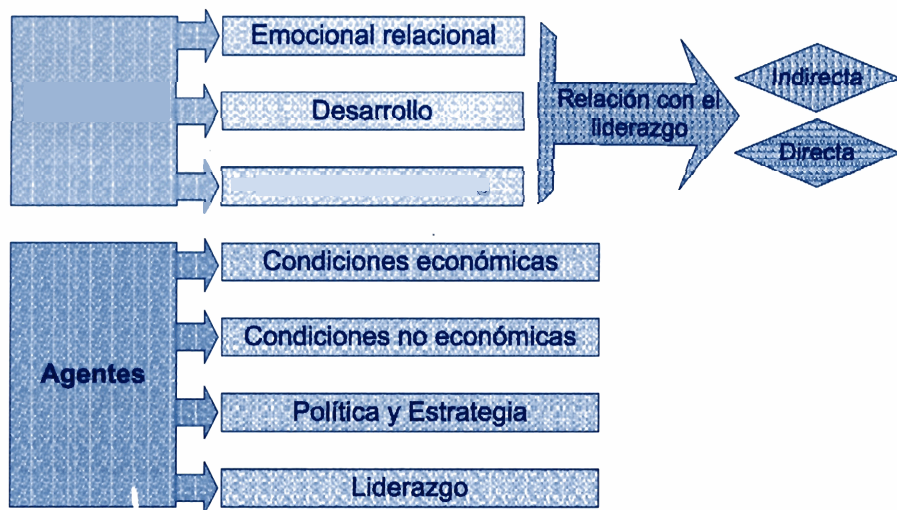 Emocional relacional
Desarrollo
Relación con el
liderazgo
Indirecta
Directa
Agentes
Condiciones económicas
Condiciones no económicas
Política y Estrategia
Liderazgo